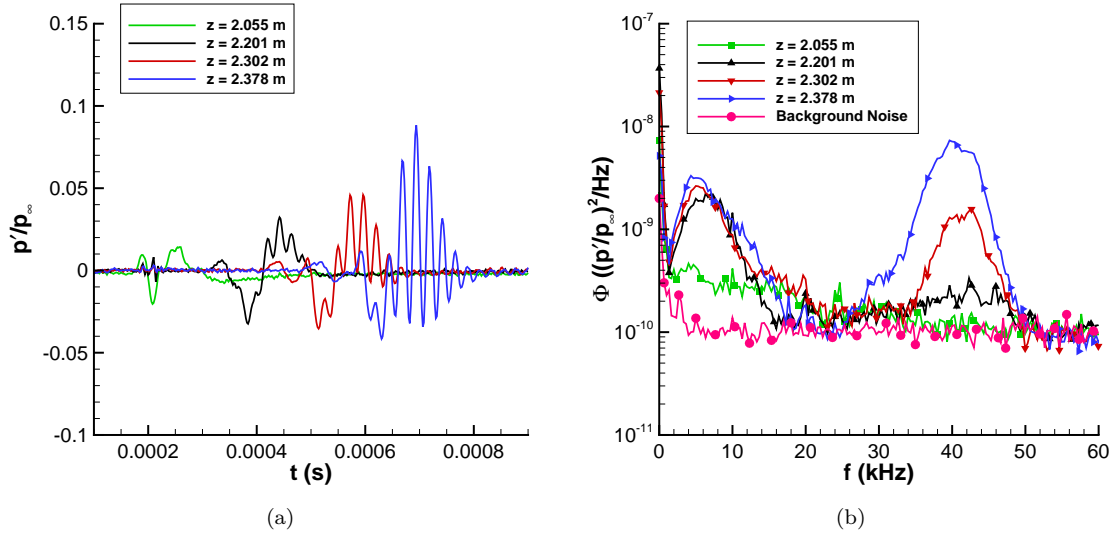 z = 2.055 m
z = 2.201 m
z = 2.302 m
z = 2.378 m
0.15
0.1
0.05
0
-0.05
-0.1
p'/p∞
0.0002
0.0004
0.0006
0.0008
t (s)
(a)
z = 2.055 m
z = 2.201 m
z = 2.302 m
z = 2.378 m
Background Noise
10⁻⁷
10⁻⁸
10⁻⁹
10⁻¹⁰
10⁻¹¹
Φ ((p'/p∞)²/Hz)
0
10
20
30
40
50
60
f (kHz)
(b)